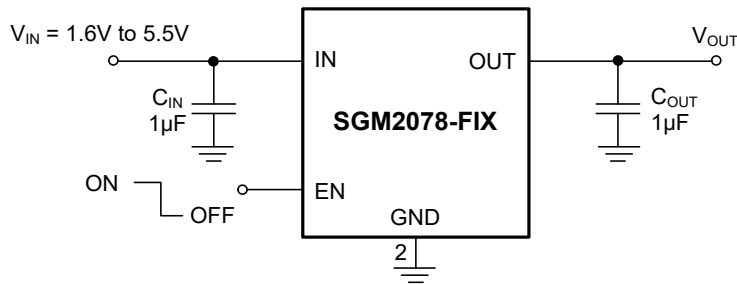 V_IN = 1.6V to 5.5V
V_OUT
IN
OUT
C_IN
1µF
SGM2078-FIX
C_OUT
1µF
ON
OFF
EN
GND
2